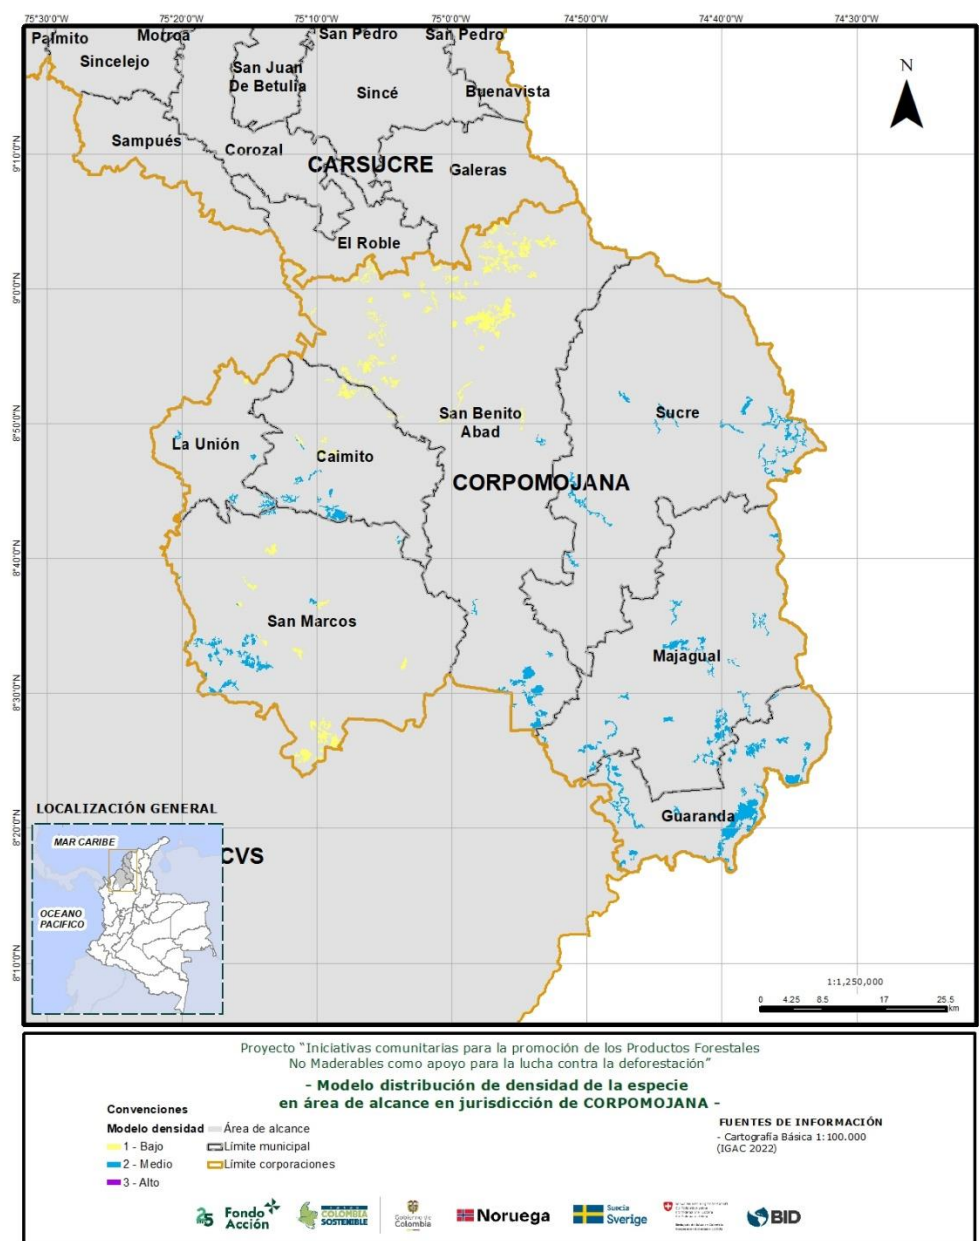 75°30'0"W
75°20'0"W
75°10'0"W
75°0'0"W
74°50'0"W
74°40'0"W
74°30'0"W
Palmito
Morroa
San Pedro
San Pedro
Sincelejo
San Juan
De Betulia
Sincé
Buenavista
N
Sampués
Corozal
CARSUCRE
Galeras
9°10'0"N
El Roble
9°0'0"N
8°50'0"N
La Unión
Caimito
San Benito
Abad
Sucre
CORPOMOJANA
8°40'0"N
San Marcos
Majagual
8°30'0"N
Guaranda
8°20'0"N
8°10'0"N
LOCALIZACIÓN GENERAL
MAR CARIBE
OCEANO
PACIFICO
CVS
1:1,250,000
0 4.25 8.5 17 25.5
km
Proyecto "Iniciativas comunitarias para la promoción de los Productos Forestales
No Maderables como apoyo para la lucha contra la deforestación"
- Modelo distribución de densidad de la especie
en área de alcance en jurisdicción de CORPOMOJANA -
Convenciones
Modelo densidad
1 - Bajo
2 - Medio
3 - Alto
Área de alcance
Límite municipal
Límite corporaciones
FUENTES DE INFORMACIÓN
- Cartografía Básica 1:100.000
(IGAC 2022)
Fondo
Acción
COLOMBIA
SOSTENIBLE
Gobierno de
Colombia
Noruega
Suecia
Sverige
BID